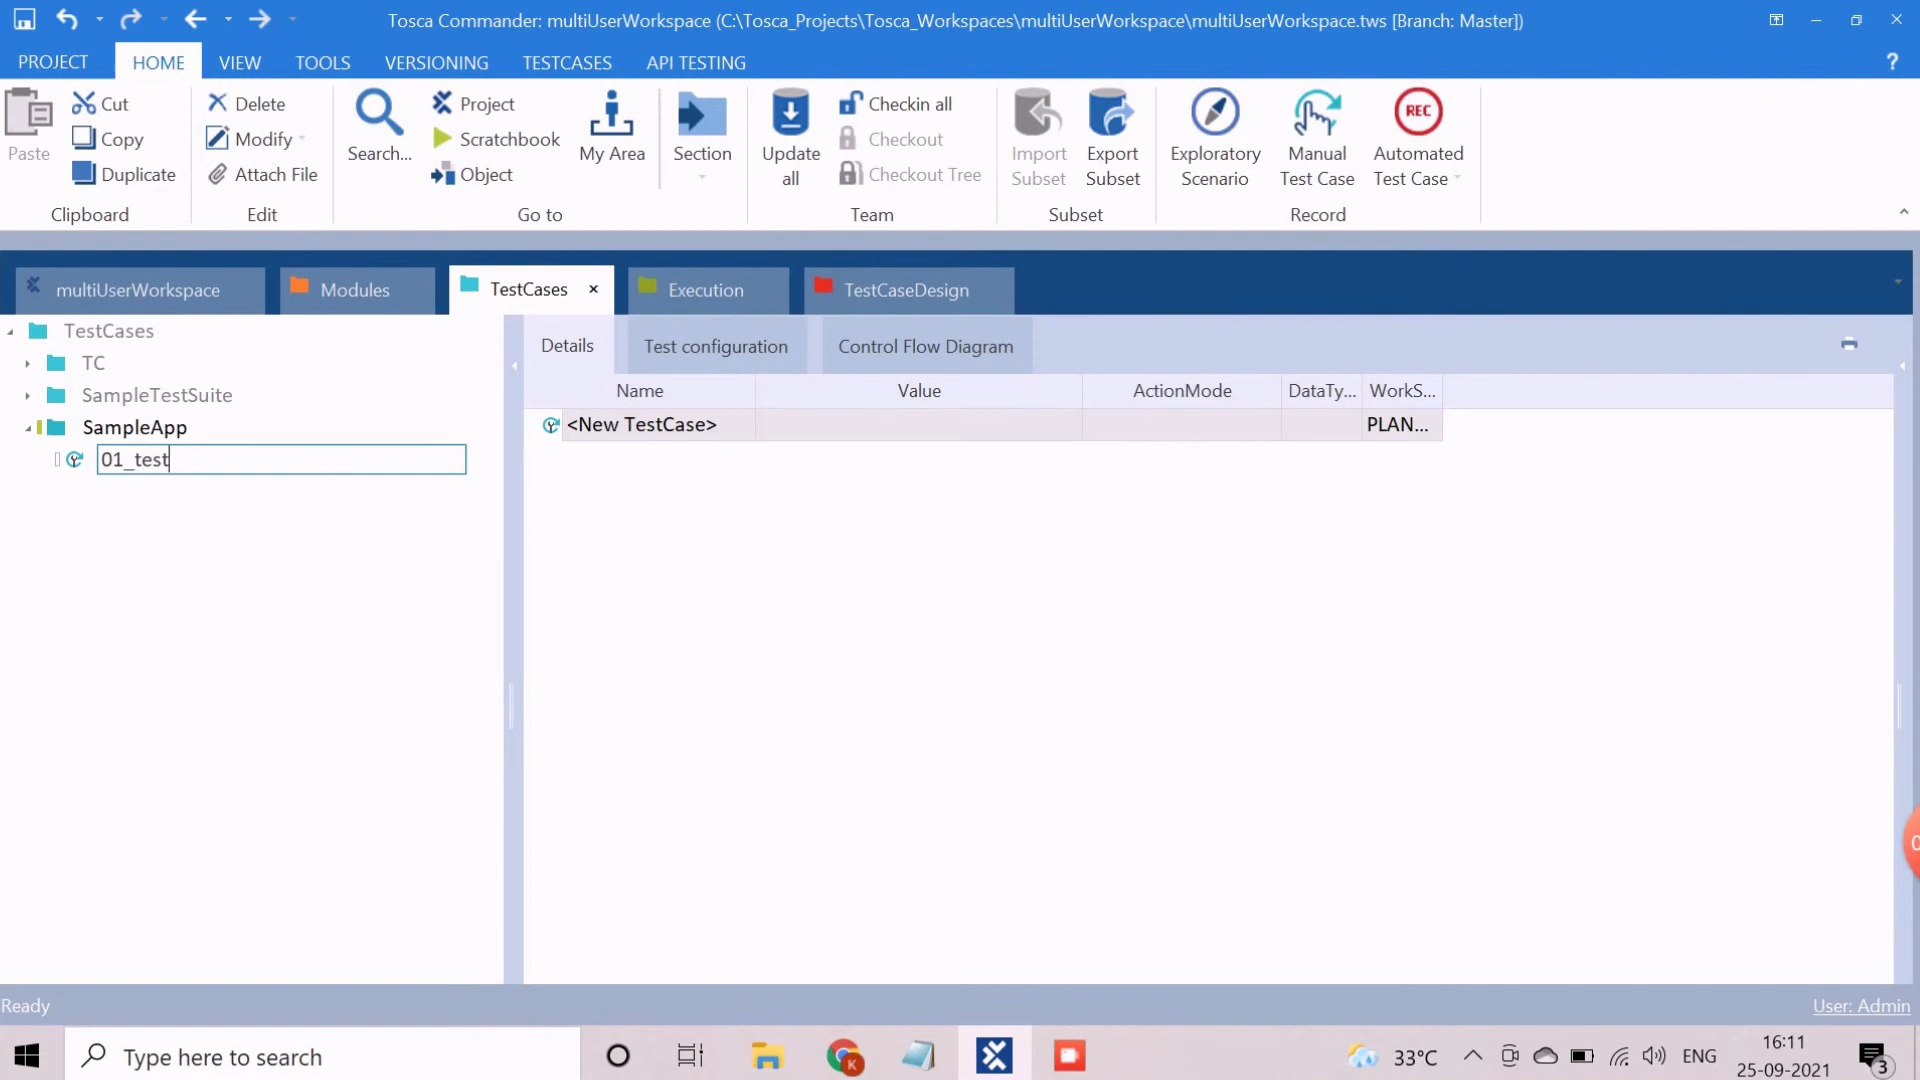 Tosca Commander: multiUserWorkspace (C:\Tosca_Projects\Tosca_Workspaces\multiUserWorkspace\multiUserWorkspace.tws [Branch: Master])
PROJECT HOME VIEW TOOLS VERSIONING TESTCASES API TESTING ?
Paste
Cut
Copy
Duplicate
Clipboard
Delete
Modify
Attach File
Edit
Search...
Project
Scratchbook
Object
My Area
Section
Go to
Update all
Checkin all
Checkout
Checkout Tree
Team
Import Subset
Export Subset
Subset
Exploratory Scenario
Manual Test Case
REC
Automated Test Case
Record
multiUserWorkspace Modules TestCases × Execution TestCaseDesign
TestCases
TC
SampleTestSuite
SampleApp
01_test
Details Test configuration Control Flow Diagram
Name Value ActionMode DataTy... WorkS...
<New TestCase> PLAN...
Ready
User: Admin
Type here to search
K
33°C
ENG
16:11
25-09-2021
3